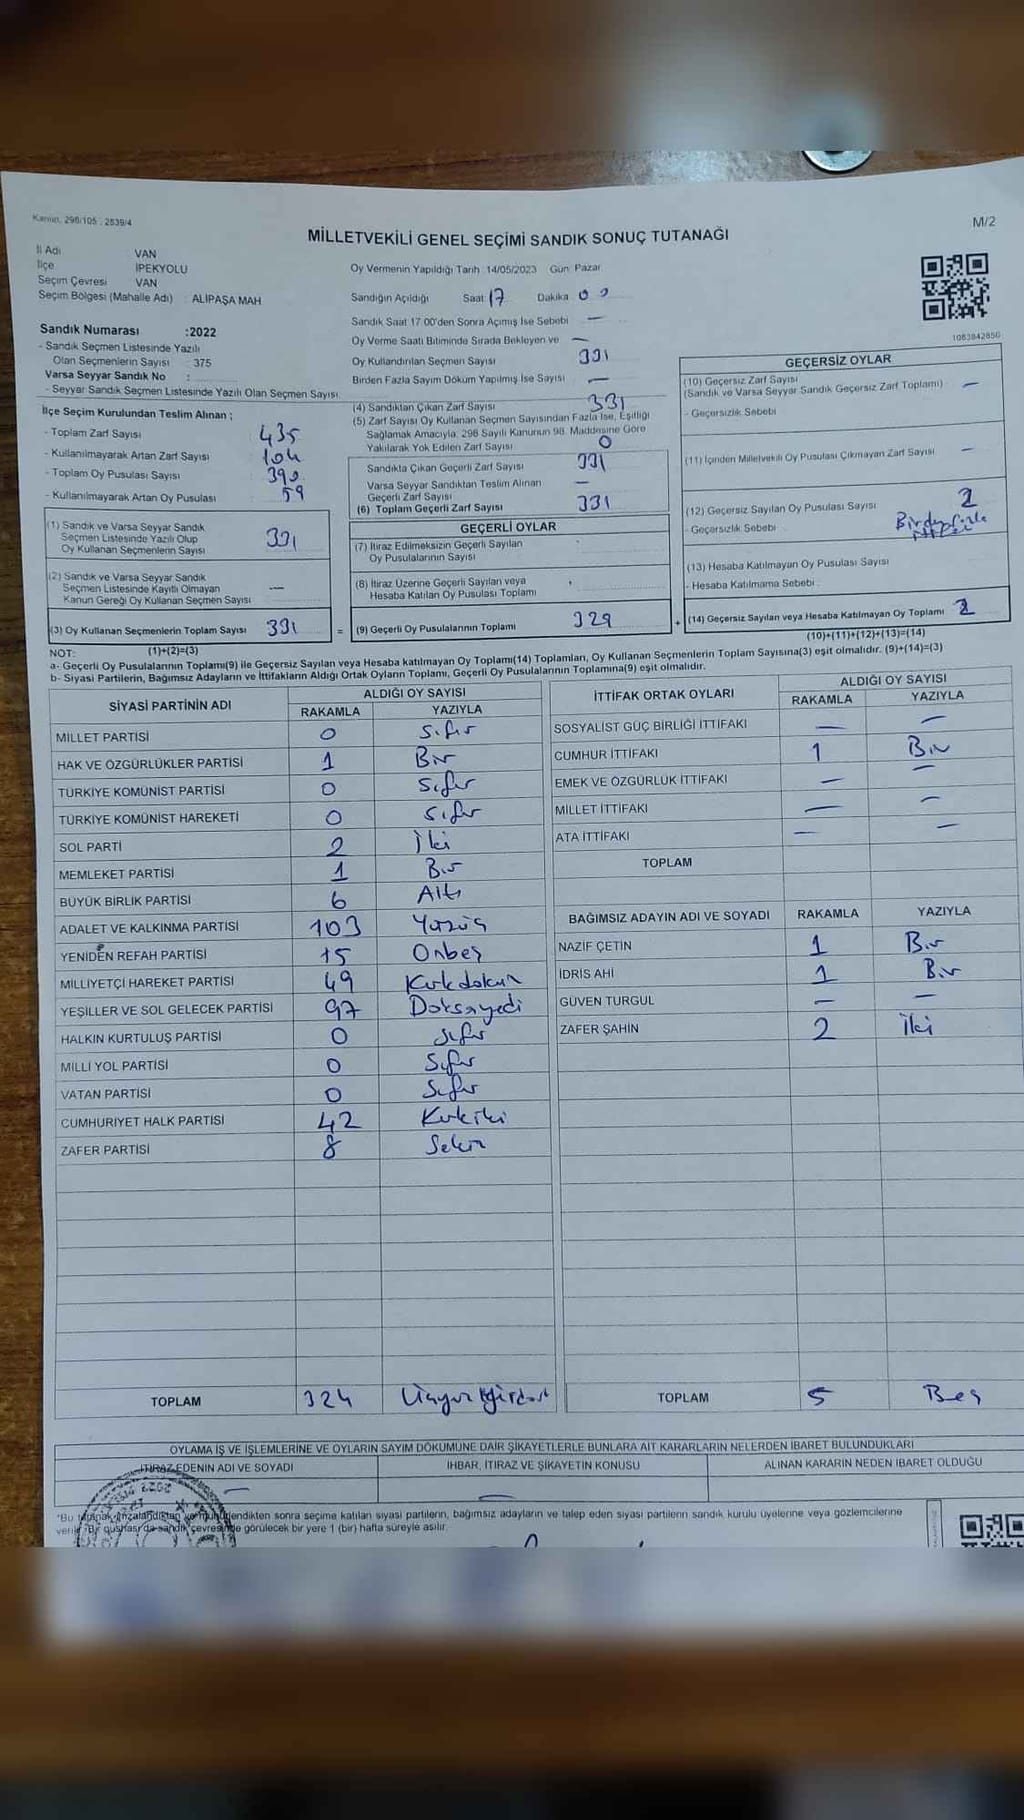 Kanun, 298/105 : 2839/4
M/2
MİLLETVEKİLİ GENEL SEÇİMİ SANDIK SONUÇ TUTANAĞI
İl Adı VAN
İlçe İPEKYOLU
Seçim Çevresi VAN
Seçim Bölgesi (Mahalle Adı) : ALİPAŞA MAH
Sandık Numarası :2022
- Sandık Seçmen Listesinde Yazılı
Olan Seçmenlerin Sayısı : 375
Varsa Seyyar Sandık No :
- Seyyar Sandık Seçmen Listesinde Yazılı Olan Seçmen Sayısı
Oy Vermenin Yapıldığı Tarih : 14/05/2023 Gün: Pazar
Sandığın Açıldığı Saat 17 Dakika 00
Sandık Saat 17:00'den Sonra Açımış İse Sebebi —
Oy Verme Saati Bitiminde Sırada Bekleyen ve —
Oy Kullandırılan Seçmen Sayısı 331
Birden Fazla Sayım Döküm Yapılmış İse Sayısı —
1083842850
İlçe Seçim Kurulundan Teslim Alınan ;
- Toplam Zarf Sayısı 435
- Kullanılmayarak Artan Zarf Sayısı 104
- Toplam Oy Pusulası Sayısı 390
- Kullanılmayarak Artan Oy Pusulası 59
(4) Sandıktan Çıkan Zarf Sayısı 331
(5) Zarf Sayısı Oy Kullanan Seçmen Sayısından Fazla İse, Eşitliği
Sağlamak Amacıyla; 298 Sayılı Kanunun 98. Maddesine Göre
Yakılarak Yok Edilen Zarf Sayısı 0
Sandıkta Çıkan Geçerli Zarf Sayısı 331
Varsa Seyyar Sandıktan Teslim Alınan
Geçerli Zarf Sayısı —
(6) Toplam Geçerli Zarf Sayısı 331
GEÇERSİZ OYLAR
(10) Geçersiz Zarf Sayısı
(Sandık ve Varsa Seyyar Sandık Geçersiz Zarf Toplamı) —
- Geçersizlik Sebebi
(11) İçinden Milletvekili Oy Pusulası Çıkmayan Zarf Sayısı —
(12) Geçersiz Sayılan Oy Pusulası Sayısı 2
- Geçersizlik Sebebi Birden fazla
(13) Hesaba Katılmayan Oy Pusulası Sayısı
- Hesaba Katılmama Sebebi :
(14) Geçersiz Sayılan veya Hesaba Katılmayan Oy Toplamı 2
(10)+(11)+(12)+(13)=(14)
(1) Sandık ve Varsa Seyyar Sandık
Seçmen Listesinde Yazılı Olup
Oy Kullanan Seçmenlerin Sayısı 331
(2) Sandık ve Varsa Seyyar Sandık
Seçmen Listesinde Kayıtlı Olmayan
Kanun Gereği Oy Kullanan Seçmen Sayısı —
(3) Oy Kullanan Seçmenlerin Toplam Sayısı 331 =
(1)+(2)=(3)
GEÇERLİ OYLAR
(7) İtiraz Edilmeksizin Geçerli Sayılan
Oy Pusulalarının Sayısı
(8) İtiraz Üzerine Geçerli Sayılan veya
Hesaba Katılan Oy Pusulası Toplamı
(9) Geçerli Oy Pusulalarının Toplamı 329 +
NOT:
a- Geçerli Oy Pusulalarının Toplamı(9) ile Geçersiz Sayılan veya Hesaba katılmayan Oy Toplamı(14) Toplamları, Oy Kullanan Seçmenlerin Toplam Sayısına(3) eşit olmalıdır. (9)+(14)=(3)
b- Siyasi Partilerin, Bağımsız Adayların ve İttifakların Aldığı Ortak Oyların Toplamı, Geçerli Oy Pusulalarının Toplamına(9) eşit olmalıdır.
SİYASİ PARTİNİN ADI ALDIĞI OY SAYISI
RAKAMLA YAZIYLA
MİLLET PARTİSİ 0 Sıfır
HAK VE ÖZGÜRLÜKLER PARTİSİ 1 Bir
TÜRKİYE KOMÜNİST PARTİSİ 0 Sıfır
TÜRKİYE KOMÜNİST HAREKETİ 0 Sıfır
SOL PARTİ 2 İki
MEMLEKET PARTİSİ 1 Bir
BÜYÜK BİRLİK PARTİSİ 6 Altı
ADALET VE KALKINMA PARTİSİ 103 Yüzüç
YENİDEN REFAH PARTİSİ 15 Onbeş
MİLLİYETÇİ HAREKET PARTİSİ 49 Kırkdokuz
YEŞİLLER VE SOL GELECEK PARTİSİ 97 Doksanyedi
HALKIN KURTULUŞ PARTİSİ 0 Sıfır
MİLLİ YOL PARTİSİ 0 Sıfır
VATAN PARTİSİ 0 Sıfır
CUMHURİYET HALK PARTİSİ 42 Kırkiki
ZAFER PARTİSİ 8 Sekiz
TOPLAM 324 Üçyüzyirmidört
İTTİFAK ORTAK OYLARI ALDIĞI OY SAYISI
RAKAMLA YAZIYLA
SOSYALİST GÜÇ BİRLİĞİ İTTİFAKI — —
CUMHUR İTTİFAKI 1 Bir
EMEK VE ÖZGÜRLÜK İTTİFAKI — —
MİLLET İTTİFAKI — —
ATA İTTİFAKI — —
TOPLAM
BAĞIMSIZ ADAYIN ADI VE SOYADI RAKAMLA YAZIYLA
NAZİF ÇETİN 1 Bir
İDRİS AHİ 1 Bir
GÜVEN TURGUL — —
ZAFER ŞAHİN 2 İki
TOPLAM 5 Beş
OYLAMA İŞ VE İŞLEMLERİNE VE OYLARIN SAYIM DÖKÜMÜNE DAİR ŞİKAYETLERLE BUNLARA AİT KARARLARIN NELERDEN İBARET BULUNDUKLARI
İTİRAZ EDENİN ADI VE SOYADI İHBAR, İTİRAZ VE ŞİKAYETİN KONUSU ALINAN KARARIN NEDEN İBARET OLDUĞU
— —
*Bu tutanak imzalandıktan ve mühürlendikten sonra seçime katılan siyasi partilerin, bağımsız adayların ve talep eden siyasi partilerin sandık kurulu üyelerine veya gözlemcilerine
verilir. Bir nüshası da sandık çevresinde görülecek bir yere 1 (bir) hafta süreyle asılır.